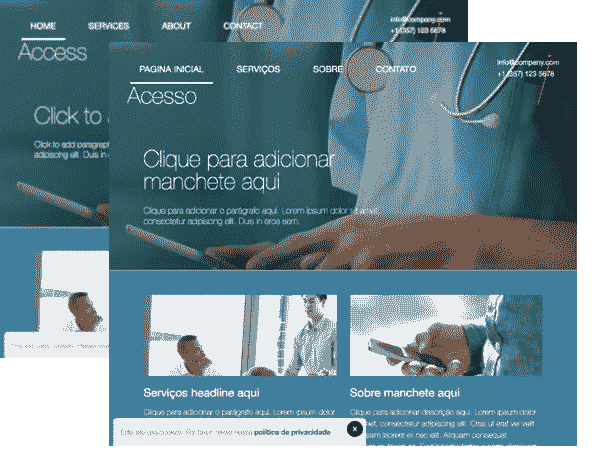 HOME SERVICES ABOUT CONTACT
info@company.com
+1 (357) 123 5678
Access
Click to
Click to add paragraph
adipiscing elit. Duis in
PAGINA INICIAL SERVIÇOS SOBRE CONTATO
info@company.com
+1 (357) 123 5678
Acesso
Clique para adicionar
manchete aqui
Clique para adicionar o parágrafo aqui. Lorem ipsum dolor sit amet,
consectetur adipiscing elit. Duis in eros sem.
Serviços headline aqui
Clique para adicionar o parágrafo aqui. Lorem ipsum dolor
Sobre manchete aqui
Clique para adicionar descrição aqui. Lorem ipsum
dolor sit amet, consectetur adipiscing
elit. Cras ut erat vel velit
laoreet ei nec elit. Aliquam consequat
Este site usa cookies. Por favor, revise nossa política de privacidade